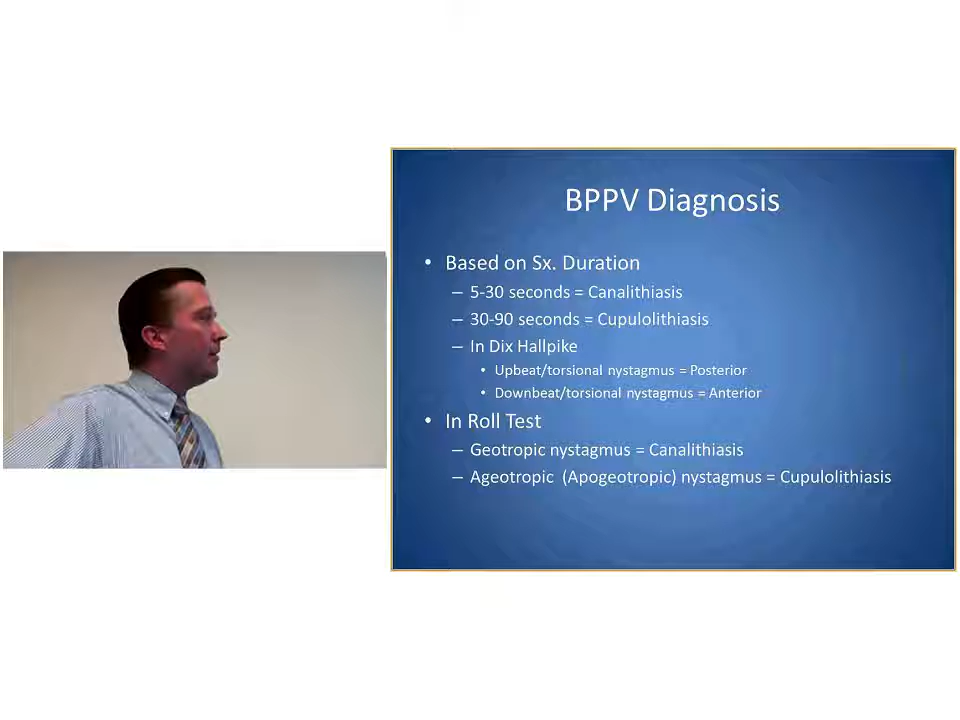 BPPV Diagnosis
• Based on Sx. Duration
– 5-30 seconds = Canalithiasis
– 30-90 seconds = Cupulolithiasis
– In Dix Hallpike
• Upbeat/torsional nystagmus = Posterior
• Downbeat/torsional nystagmus = Anterior
• In Roll Test
– Geotropic nystagmus = Canalithiasis
– Ageotropic (Apogeotropic) nystagmus = Cupulolithiasis